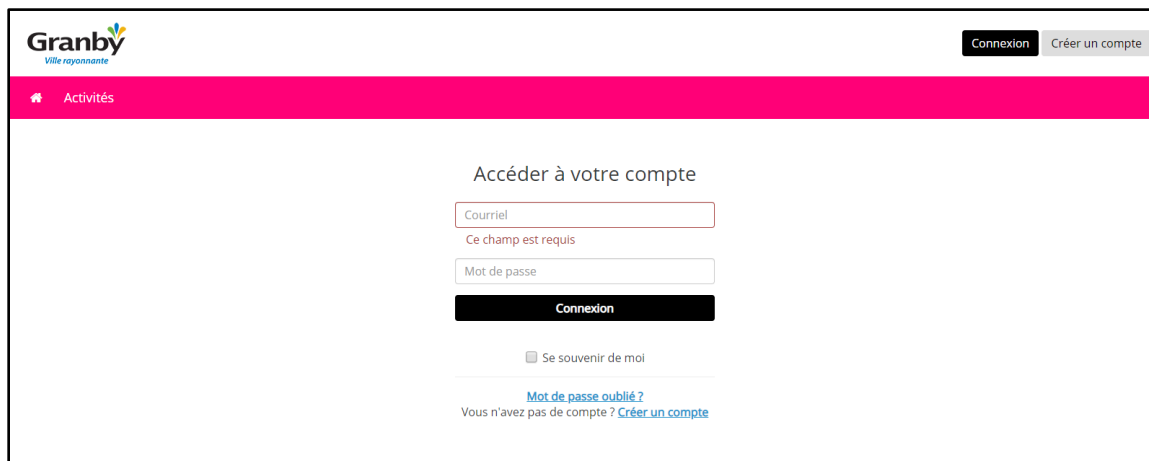 Granby
Ville rayonnante
Connexion
Créer un compte
Activités
Accéder à votre compte
Courriel
Ce champ est requis
Mot de passe
Connexion
Se souvenir de moi
Mot de passe oublié ?
Vous n'avez pas de compte ? Créer un compte